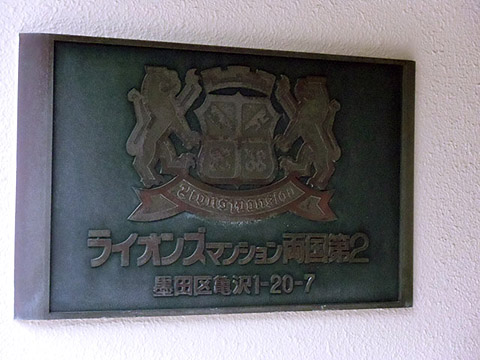 Lions Mansion
ライオンズマンション両国第2
墨田区亀沢1-20-7